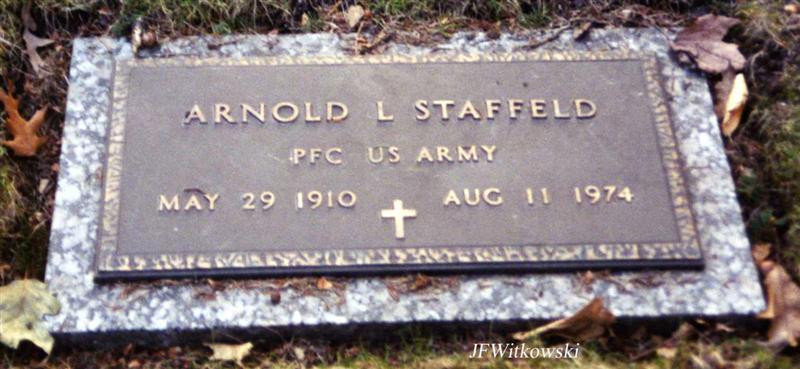 ARNOLD L STAFFELD
PFC US ARMY
MAY 29 1910 AUG 11 1974
JFWitkowski